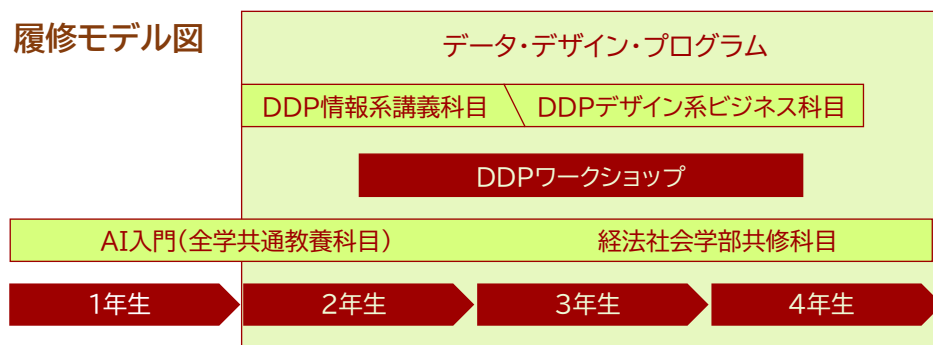 履修モデル図
データ・デザイン・プログラム
DDP情報系講義科目
DDPデザイン系ビジネス科目
DDPワークショップ
AI入門(全学共通教養科目)
経法社会学部共修科目
1年生
2年生
3年生
4年生